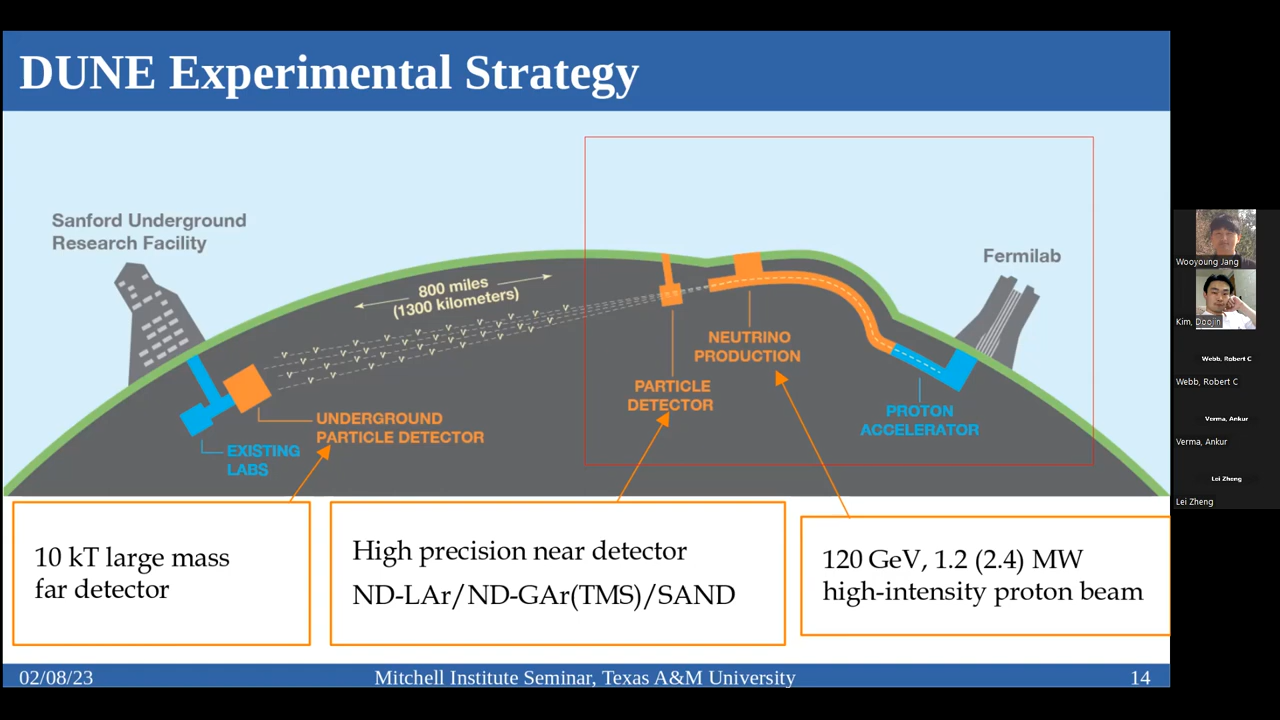 DUNE Experimental Strategy
Sanford Underground
Research Facility
800 miles
(1300 kilometers)
Fermilab
NEUTRINO
PRODUCTION
PARTICLE
DETECTOR
PROTON
ACCELERATOR
UNDERGROUND
PARTICLE DETECTOR
EXISTING
LABS
10 kT large mass
far detector
High precision near detector
ND-LAr/ND-GAr(TMS)/SAND
120 GeV, 1.2 (2.4) MW
high-intensity proton beam
02/08/23
Mitchell Institute Seminar, Texas A&M University
14
Wooyoung Jang
Kim, Doojin
Webb, Robert C
Webb, Robert C
Verma, Ankur
Verma, Ankur
Lei Zheng
Lei Zheng